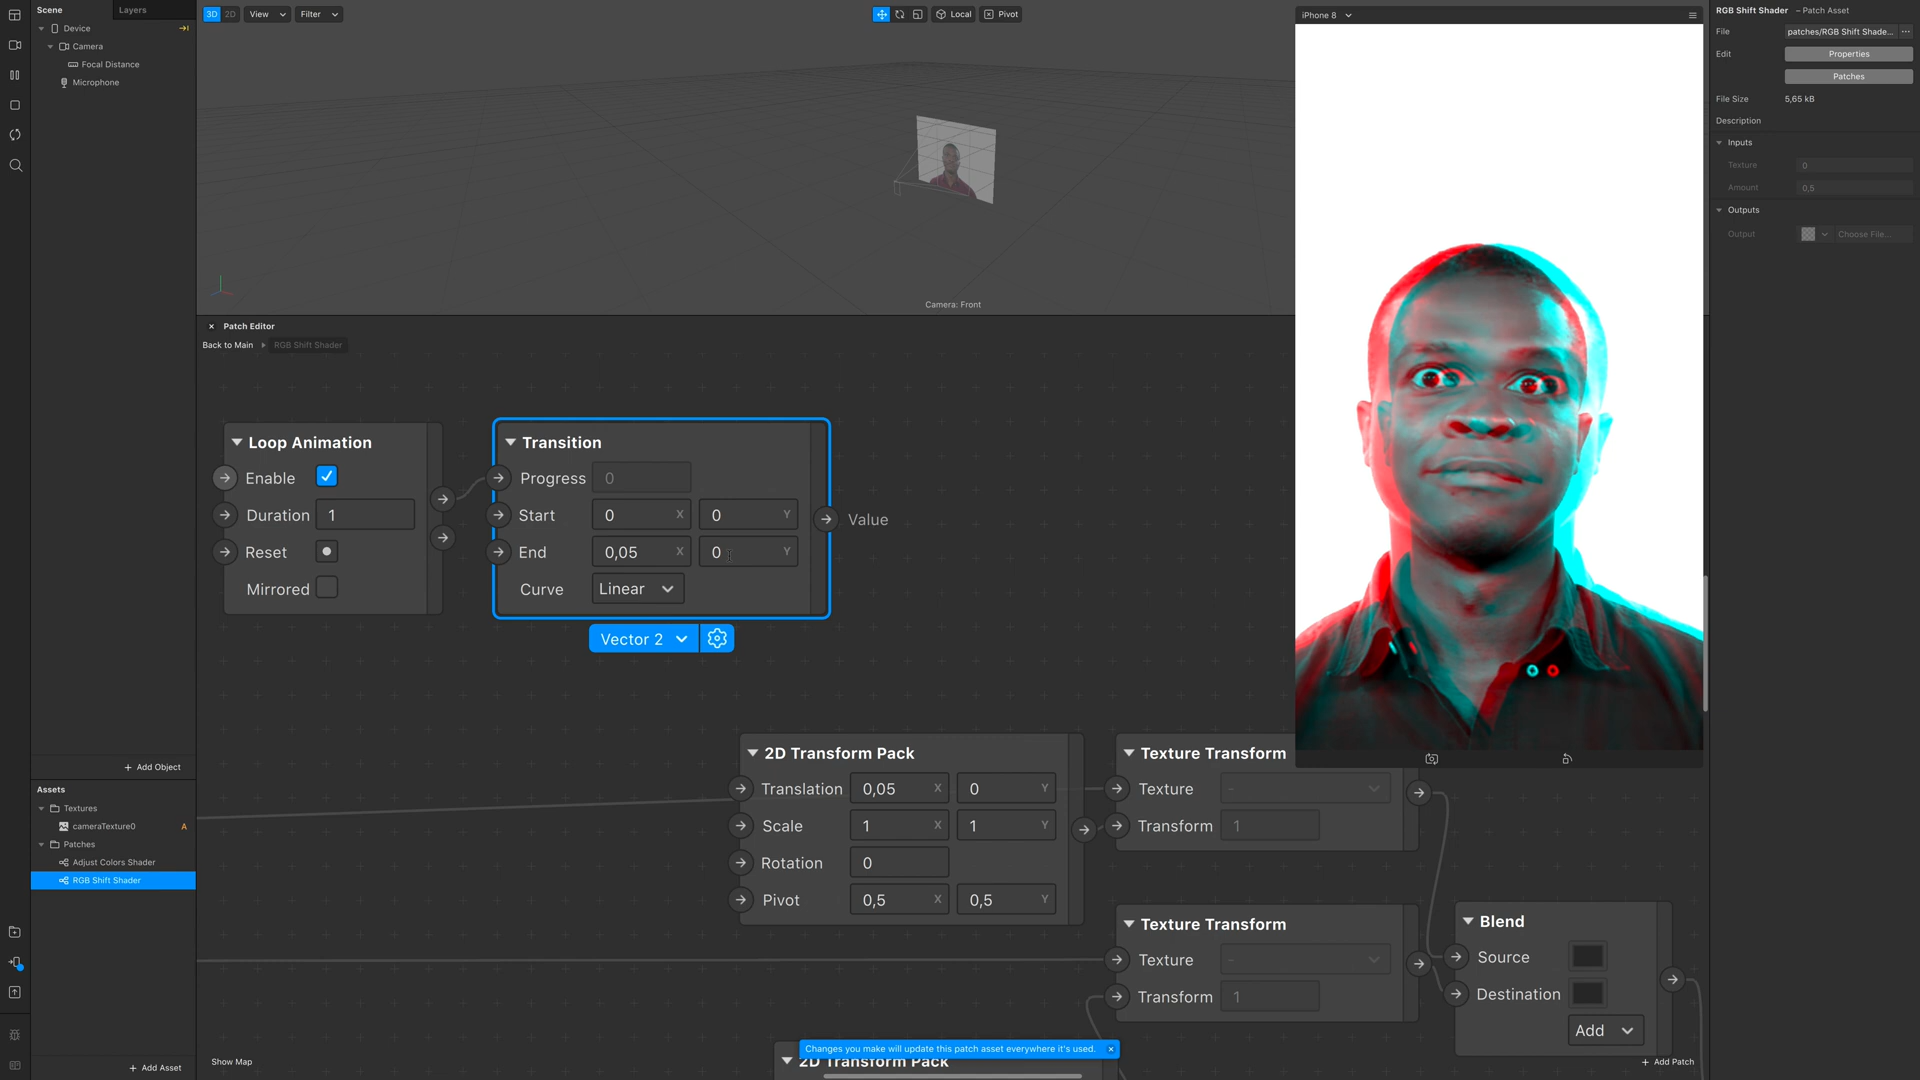 Scene
Layers
Device
Camera
Focal Distance
Microphone
3D 2D View Filter
Local Pivot
Camera: Front
iPhone 8
RGB Shift Shader – Patch Asset
File patches/RGB Shift Shade...
Edit Properties
Patches
File Size 5,65 kB
Description
Inputs
Texture 0
Amount 0,5
Outputs
Output Choose File...
Patch Editor
Back to Main RGB Shift Shader
Loop Animation
Enable
Duration 1
Reset
Mirrored
Transition
Progress 0
Start 0 X 0 Y
End 0,05 X 0 Y
Curve Linear
Value
Vector 2
2D Transform Pack
Translation 0,05 X 0 Y
Scale 1 X 1 Y
Rotation 0
Pivot 0,5 X 0,5 Y
Texture Transform
Texture -
Transform 1
Texture Transform
Texture -
Transform 1
Blend
Source
Destination
Add
+ Add Object
Assets
Textures
cameraTexture0 A
Patches
Adjust Colors Shader
RGB Shift Shader
+ Add Asset
Show Map
Changes you make will update this patch asset everywhere it's used.
2D Transform Pack
+ Add Patch